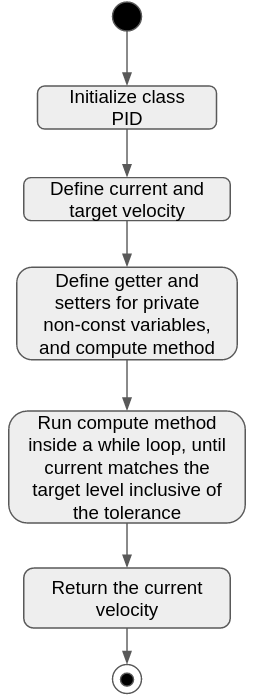 Initialize class
PID
Define current and
target velocity
Define getter and
setters for private
non-const variables,
and compute method
Run compute method
inside a while loop, until
current matches the
target level inclusive of
the tolerance
Return the current
velocity